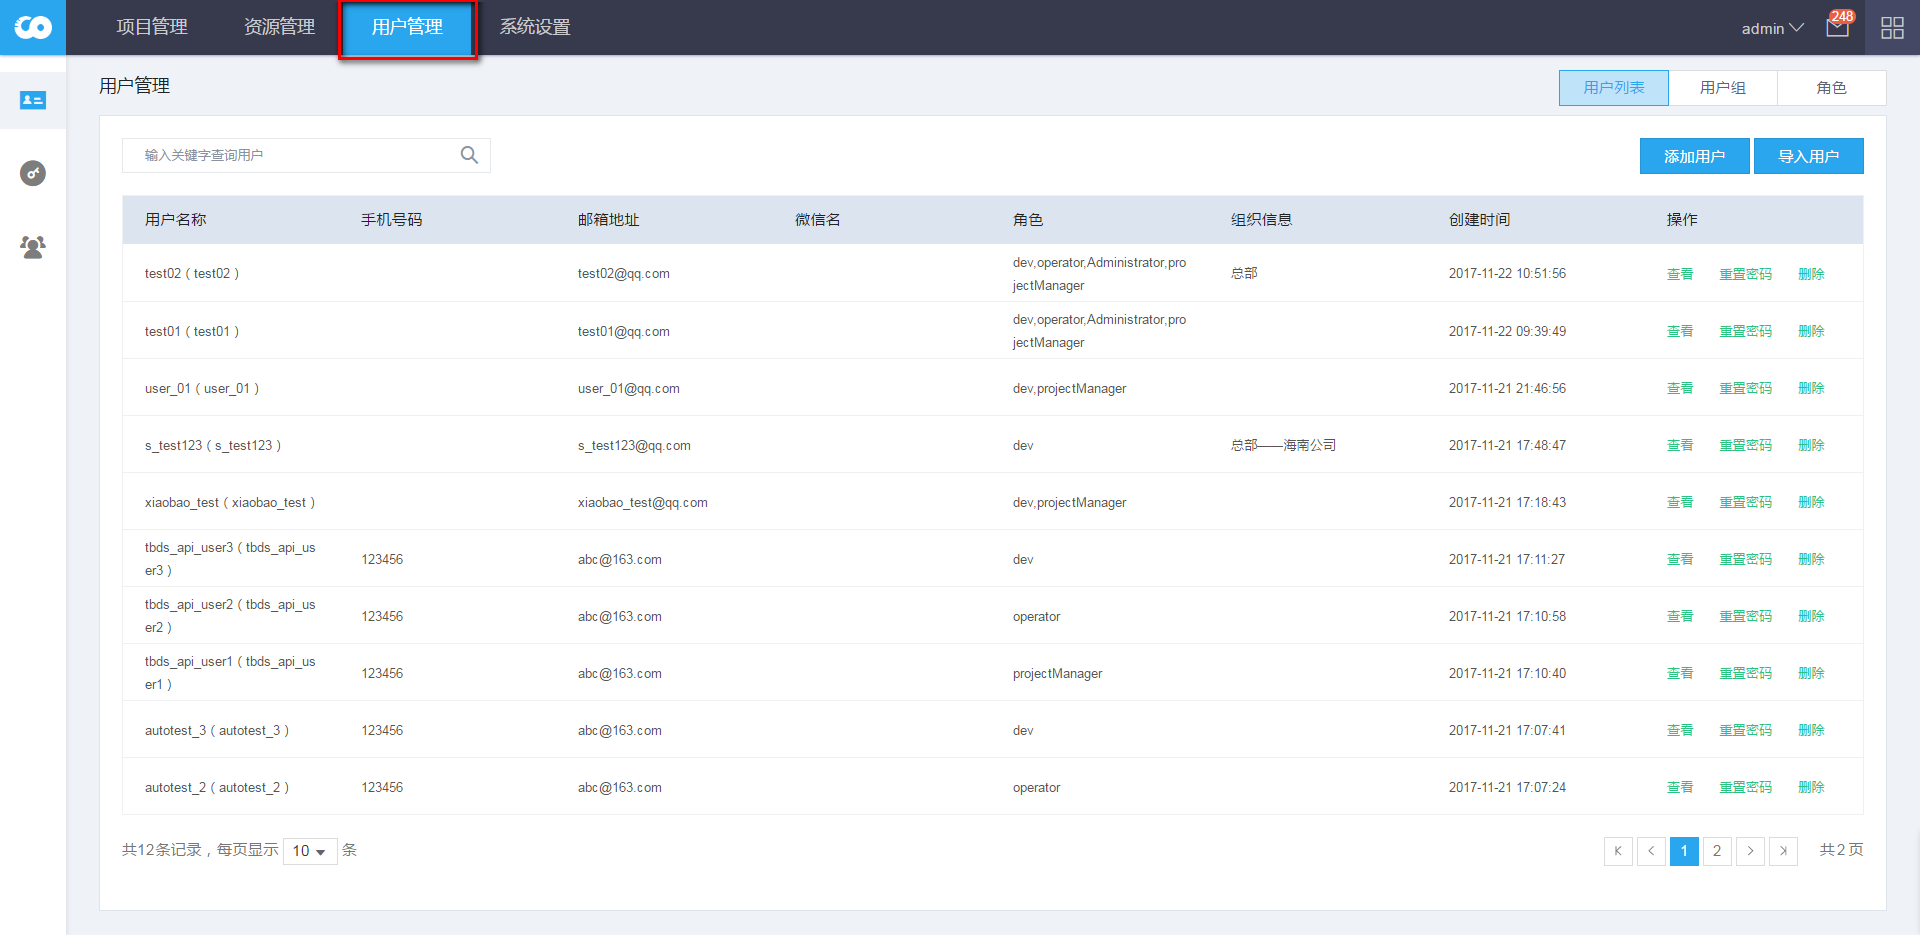 项目管理 资源管理 用户管理 系统设置 admin 248
用户管理 用户列表 用户组 角色
输入关键字查询用户 添加用户 导入用户
用户名称 手机号码 邮箱地址 微信名 角色 组织信息 创建时间 操作
test02 ( test02 ) test02@qq.com dev,operator,Administrator,pro
jectManager 总部 2017-11-22 10:51:56 查看 重置密码 删除
test01 ( test01 ) test01@qq.com dev,operator,Administrator,pro
jectManager 2017-11-22 09:39:49 查看 重置密码 删除
user_01 ( user_01 ) user_01@qq.com dev,projectManager 2017-11-21 21:46:56 查看 重置密码 删除
s_test123 ( s_test123 ) s_test123@qq.com dev 总部——海南公司 2017-11-21 17:48:47 查看 重置密码 删除
xiaobao_test ( xiaobao_test ) xiaobao_test@qq.com dev,projectManager 2017-11-21 17:18:43 查看 重置密码 删除
tbds_api_user3 ( tbds_api_us
er3 ) 123456 abc@163.com dev 2017-11-21 17:11:27 查看 重置密码 删除
tbds_api_user2 ( tbds_api_us
er2 ) 123456 abc@163.com operator 2017-11-21 17:10:58 查看 重置密码 删除
tbds_api_user1 ( tbds_api_us
er1 ) 123456 abc@163.com projectManager 2017-11-21 17:10:40 查看 重置密码 删除
autotest_3 ( autotest_3 ) 123456 abc@163.com dev 2017-11-21 17:07:41 查看 重置密码 删除
autotest_2 ( autotest_2 ) 123456 abc@163.com operator 2017-11-21 17:07:24 查看 重置密码 删除
共12条记录，每页显示 10 条 1 2 共2页